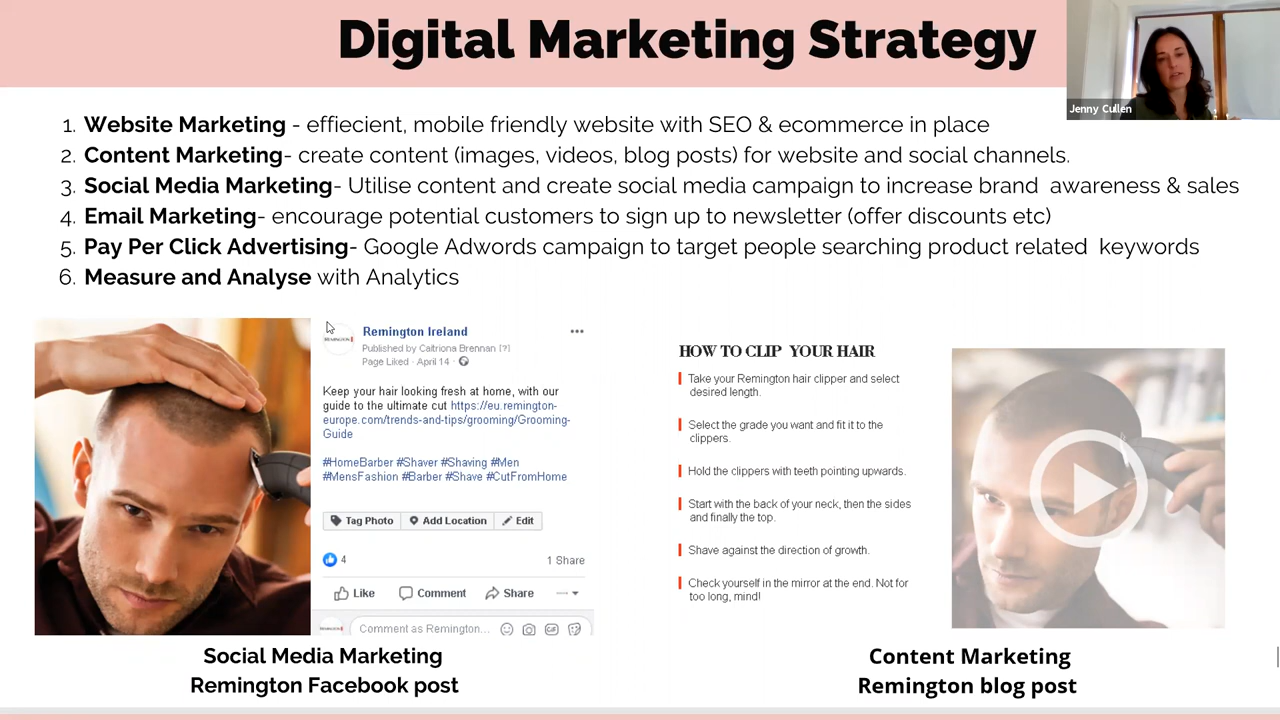 Digital Marketing Strategy
Jenny Cullen
1. Website Marketing - effiecient, mobile friendly website with SEO & ecommerce in place
2. Content Marketing- create content (images, videos, blog posts) for website and social channels.
3. Social Media Marketing- Utilise content and create social media campaign to increase brand awareness & sales
4. Email Marketing- encourage potential customers to sign up to newsletter (offer discounts etc)
5. Pay Per Click Advertising- Google Adwords campaign to target people searching product related keywords
6. Measure and Analyse with Analytics
REMINGTON
Remington Ireland
Published by Caitriona Brennan [?]
Page Liked · April 14 ·
Keep your hair looking fresh at home, with our
guide to the ultimate cut https://eu.remington-
europe.com/trends-and-tips/grooming/Grooming-
Guide
#HomeBarber #Shaver #Shaving #Men
#MensFashion #Barber #Shave #CutFromHome
Tag Photo Add Location Edit
4 1 Share
Like Comment Share
REMINGTON Comment as Remington... GIF
HOW TO CLIP YOUR HAIR
Take your Remington hair clipper and select
desired length.
Select the grade you want and fit it to the
clippers.
Hold the clippers with teeth pointing upwards.
Start with the back of your neck, then the sides
and finally the top.
Shave against the direction of growth.
Check yourself in the mirror at the end. Not for
too long, mind!
Social Media Marketing
Remington Facebook post
Content Marketing
Remington blog post